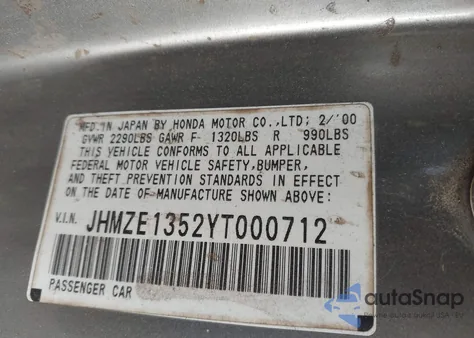 MFD.IN JAPAN BY HONDA MOTOR CO.,LTD; 2/'00
GVWR 2290LBS GAWR F 1320LBS R 990LBS
THIS VEHICLE CONFORMS TO ALL APPLICABLE
FEDERAL MOTOR VEHICLE SAFETY,BUMPER,
AND THEFT PREVENTION STANDARDS IN EFFECT
ON THE DATE OF MANUFACTURE SHOWN ABOVE:
V.I.N. JHMZE1352YT000712
PASSENGER CAR
autoSnap